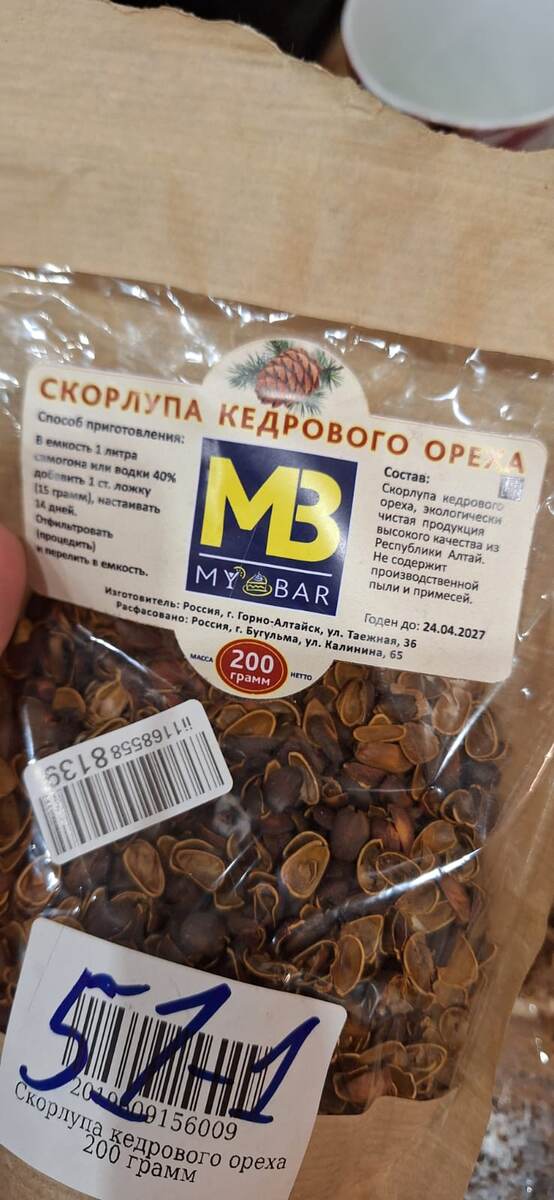 СКОРЛУПА КЕДРОВОГО ОРЕХА
Способ приготовления:
В емкость 1 литра
самогона или водки 40%
добавить 1 ст. ложку
(15 грамм), настаивать
14 дней.
Отфильтровать
(процедить)
и перелить в емкость.
MB
MY BAR
Состав:
Скорлупа кедрового
ореха, экологически
чистая продукция
высокого качества из
Республики Алтай.
Не содержит
производственной
пыли и примесей.
Изготовитель: Россия, г. Горно-Алтайск, ул. Таежная, 36
Расфасовано: Россия, г. Бугульма, ул. Калинина, 65
Годен до: 24.04.2027
МАССА 200 грамм НЕТТО
ii1168555 8139
51-1
156009
Скорлупа кедрового ореха
200 грамм